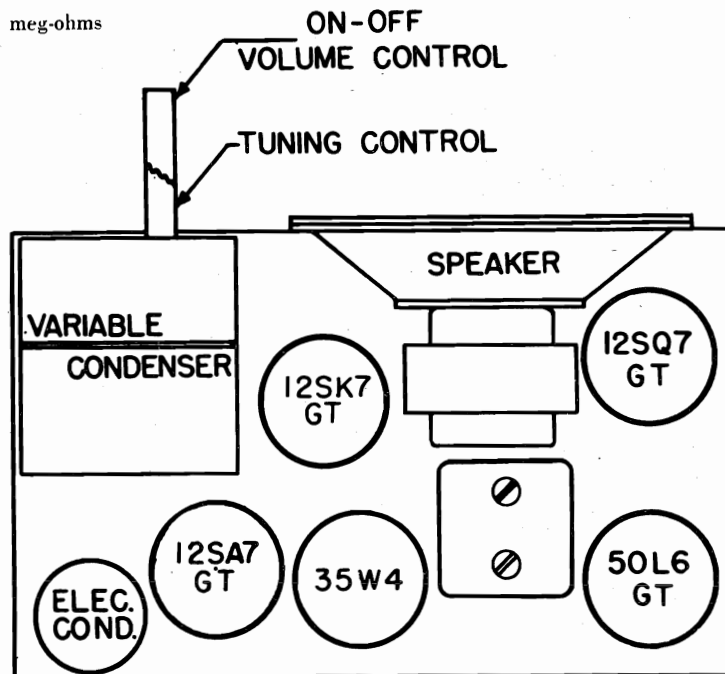 meg-ohms
ON-OFF
VOLUME CONTROL
TUNING CONTROL
SPEAKER
VARIABLE
CONDENSER
12SK7
GT
12SQ7
GT
12SA7
GT
35W4
50L6
GT
ELEC.
COND.